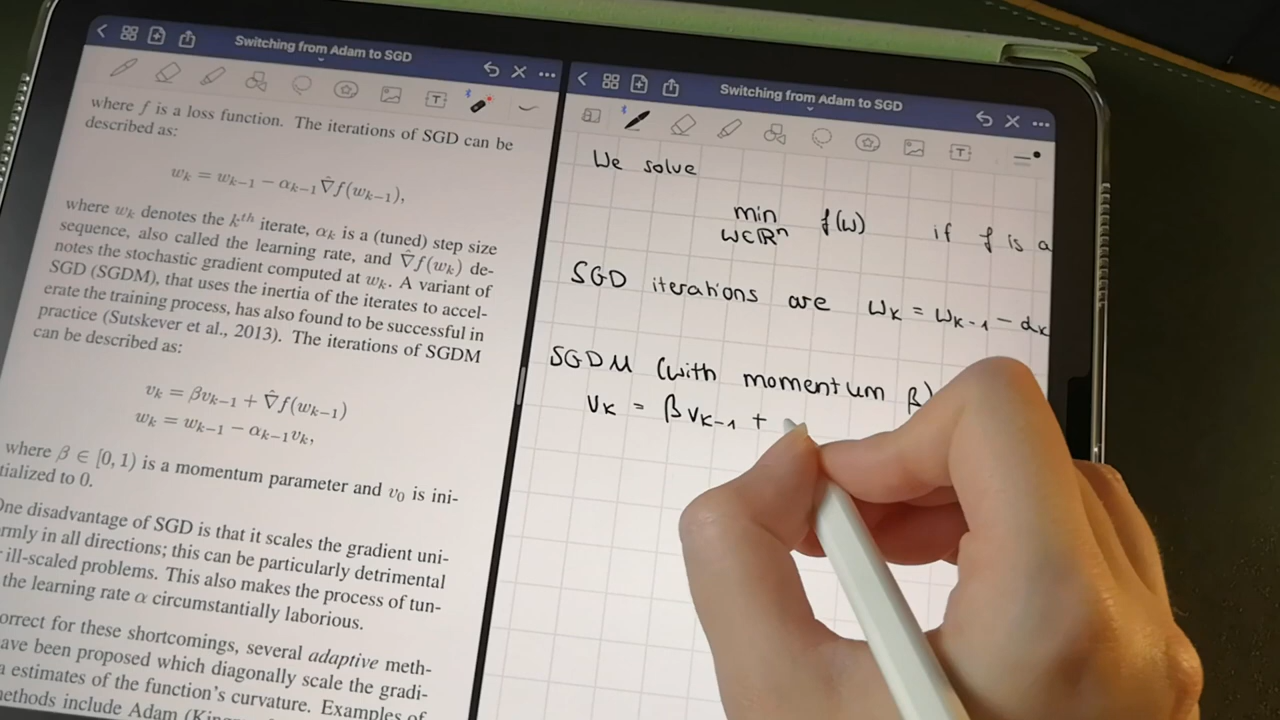 Switching from Adam to SGD
where f is a loss function. The iterations of SGD can be
described as:
w_k = w_{k−1} − α_{k−1}∇̂f(w_{k−1}),
where w_k denotes the k^{th} iterate, α_k is a (tuned) step size
sequence, also called the learning rate, and ∇̂f(w_k) de-
notes the stochastic gradient computed at w_k. A variant of
SGD (SGDM), that uses the inertia of the iterates to accel-
erate the training process, has also found to be successful in
practice (Sutskever et al., 2013). The iterations of SGDM
can be described as:
v_k = βv_{k−1} + ∇̂f(w_{k−1})
w_k = w_{k−1} − α_{k−1}v_k,
where β ∈ [0, 1) is a momentum parameter and v_0 is ini-
tialized to 0.
One disadvantage of SGD is that it scales the gradient uni-
rmly in all directions; this can be particularly detrimental
ill-scaled problems. This also makes the process of tun-
the learning rate α circumstantially laborious.
orrect for these shortcomings, several adaptive meth-
ave been proposed which diagonally scale the gradi-
a estimates of the function's curvature. Examples of
methods include Adam
Switching from Adam to SGD
We solve
min f(w) if f is a
w∈ℝ^n
SGD iterations are w_k = w_{k-1} − α_k
SGDM (with momentum β)
v_k = βv_{k-1} +